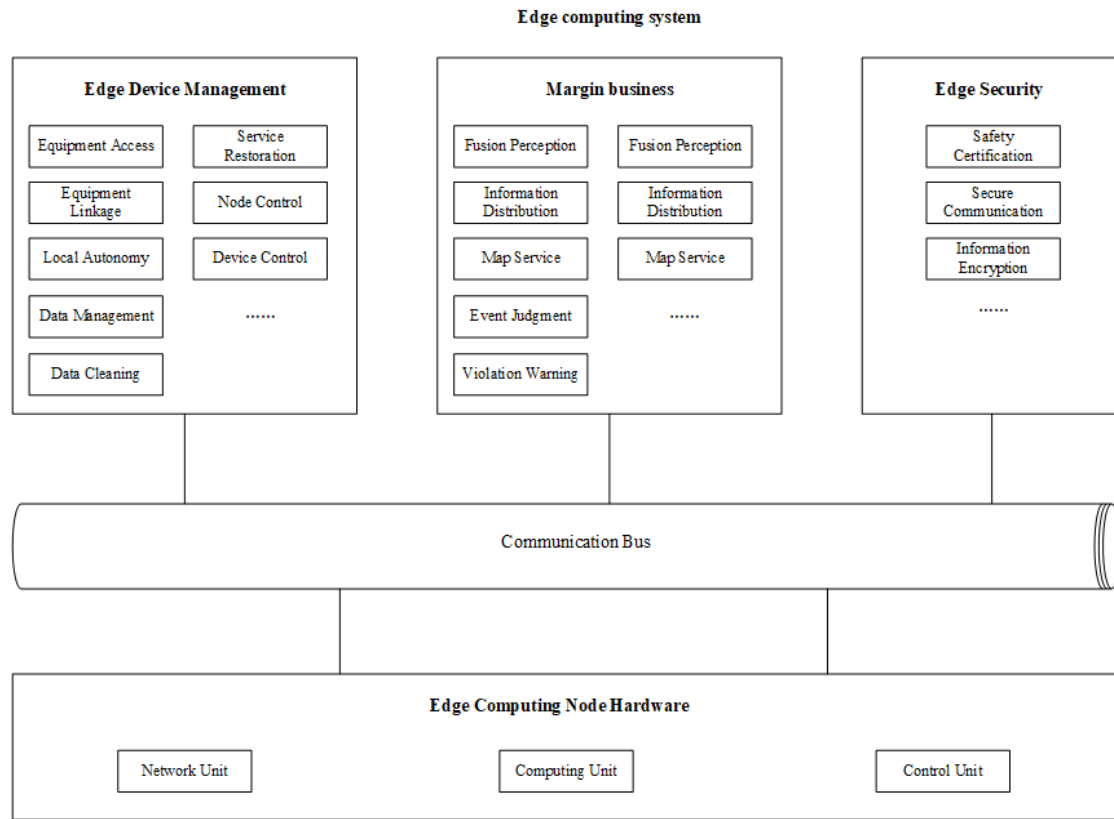 Edge computing system
Edge Device Management
Equipment Access
Service
Restoration
Equipment
Linkage
Node Control
Local Autonomy
Device Control
Data Management
......
Data Cleaning
Margin business
Fusion Perception
Fusion Perception
Information
Distribution
Information
Distribution
Map Service
Map Service
Event Judgment
......
Violation Warning
Edge Security
Safety
Certification
Secure
Communication
Information
Encryption
......
Communication Bus
Edge Computing Node Hardware
Network Unit
Computing Unit
Control Unit